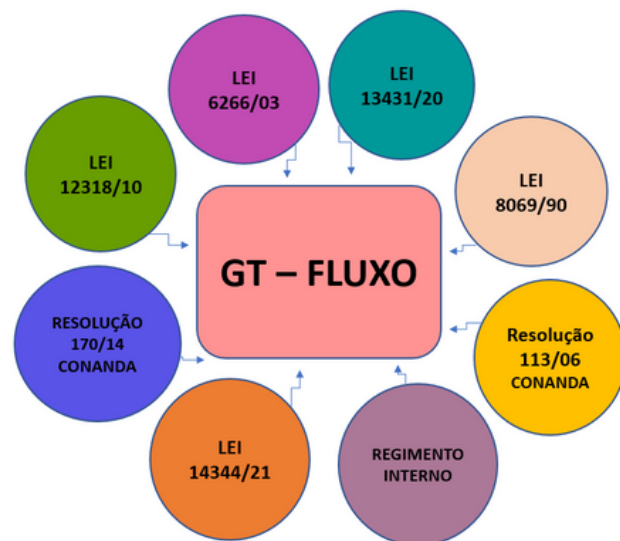 LEI
6266/03
LEI
13431/20
LEI
12318/10
LEI
8069/90
GT – FLUXO
RESOLUÇÃO
170/14
CONANDA
Resolução
113/06
CONANDA
LEI
14344/21
REGIMENTO
INTERNO